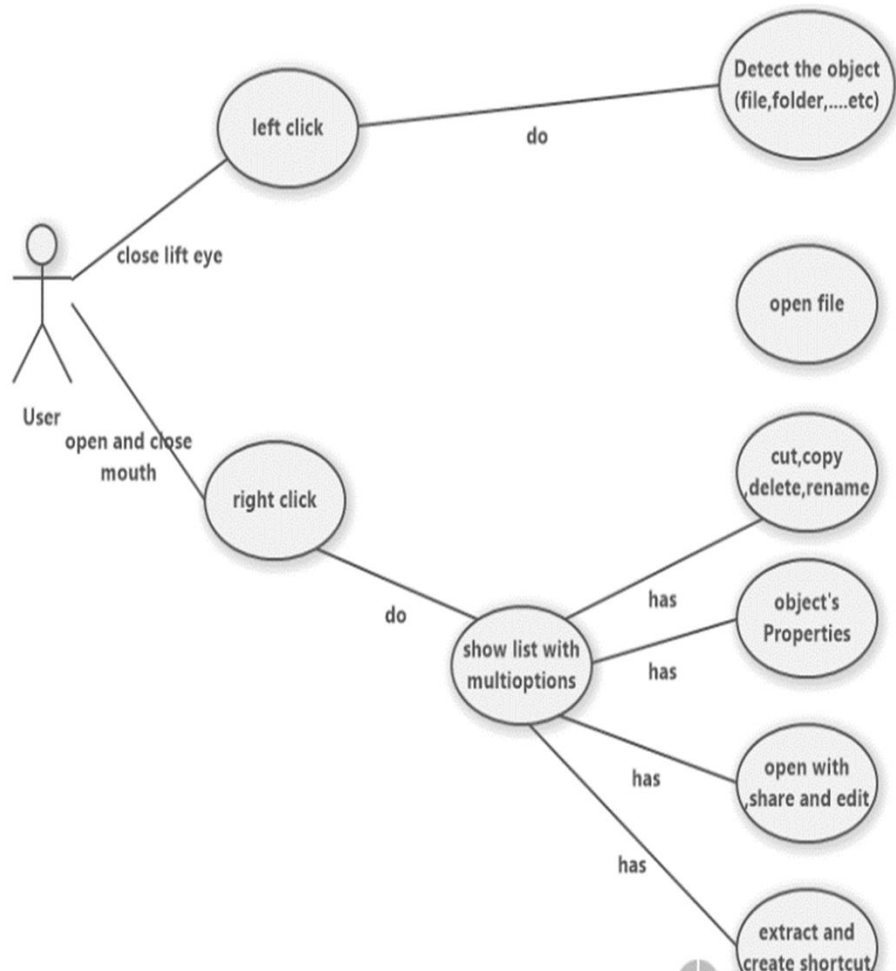 Detect the object
(file,folder,....etc)
left click
do
close lift eye
open file
User
open and close
mouth
cut,copy
,delete,rename
right click
has
object's
Properties
do
show list with
multioptions
has
open with
,share and edit
has
has
extract and
create shortcut